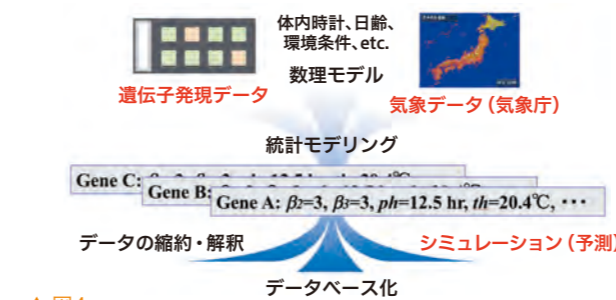 体内時計、日齢、
環境条件、etc.
数理モデル
遺伝子発現データ
気象データ（気象庁）
統計モデリング
Gene C:
Gene B:
Gene A: β2=3, β3=3, ph=12.5 hr, th=20.4℃, ･･･
データの縮約・解釈
シミュレーション（予測）
データベース化